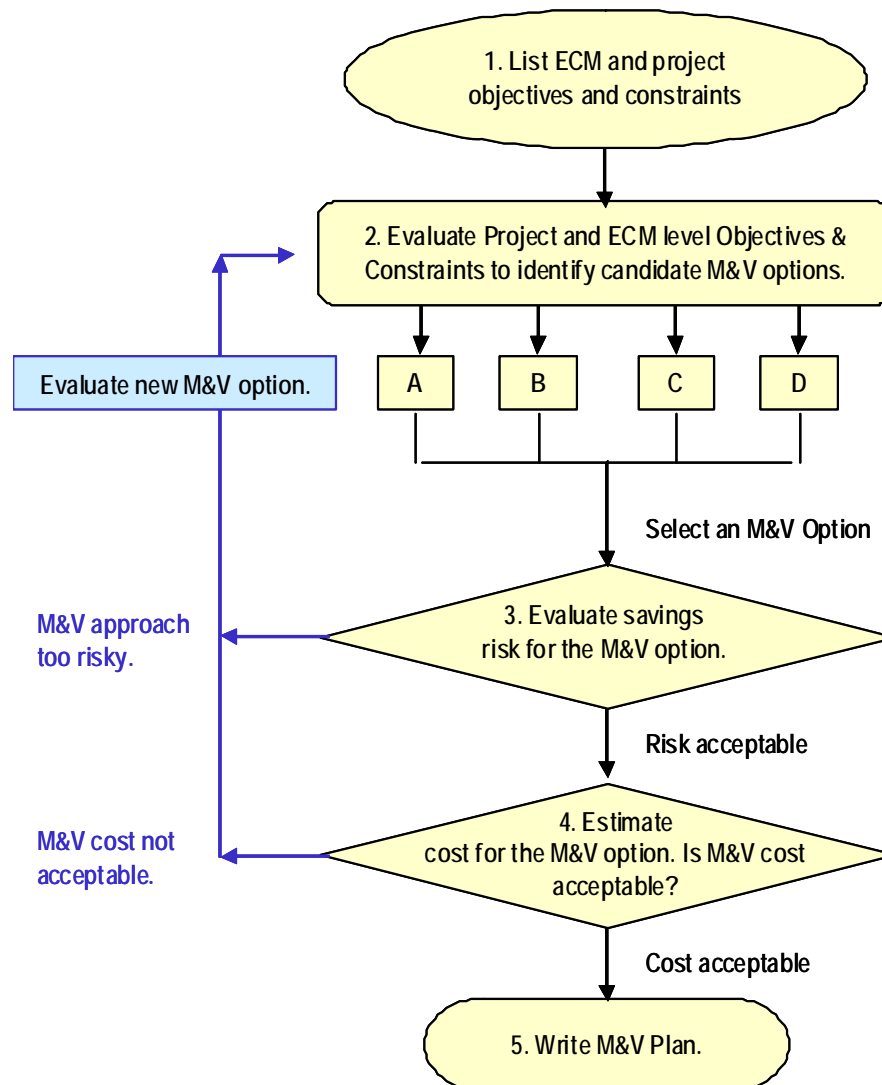 1. List ECM and project
objectives and constraints
2. Evaluate Project and ECM level Objectives &
Constraints to identify candidate M&V options.
Evaluate new M&V option.
A
B
C
D
Select an M&V Option
3. Evaluate savings
risk for the M&V option.
M&V approach
too risky.
Risk acceptable
4. Estimate
cost for the M&V option. Is M&V cost
acceptable?
M&V cost not
acceptable.
Cost acceptable
5. Write M&V Plan.